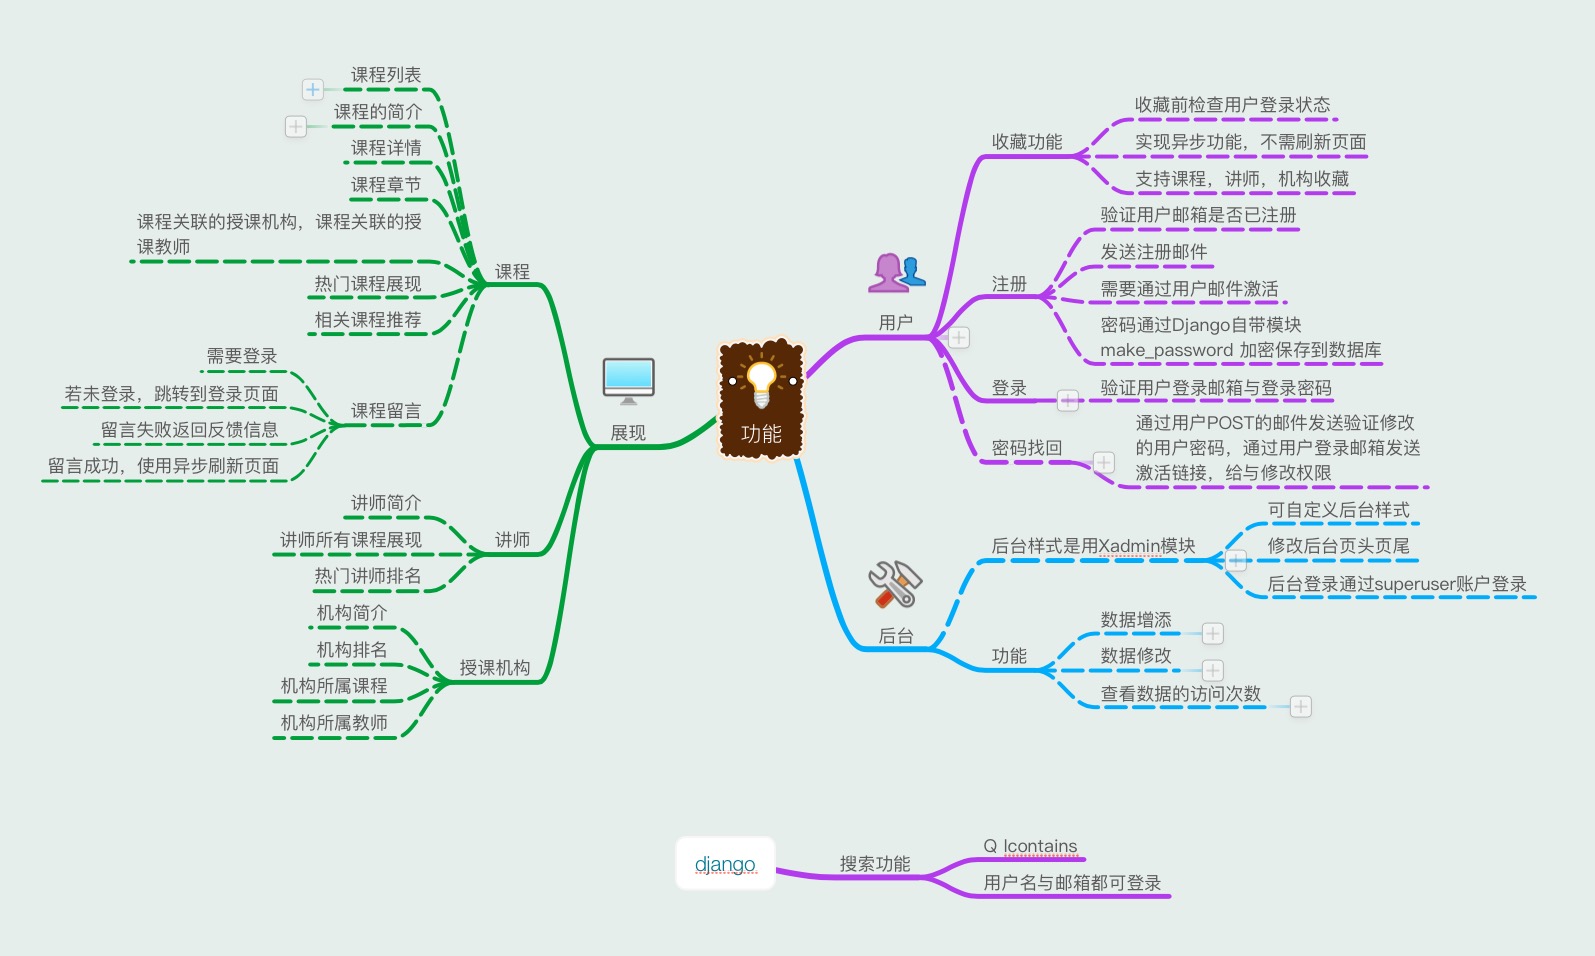 功能
展现
课程
课程列表
课程的简介
课程详情
课程章节
课程关联的授课机构，课程关联的授
课教师
热门课程展现
相关课程推荐
课程留言
需要登录
若未登录，跳转到登录页面
留言失败返回反馈信息
留言成功，使用异步刷新页面
讲师
讲师简介
讲师所有课程展现
热门讲师排名
授课机构
机构简介
机构排名
机构所属课程
机构所属教师
用户
收藏功能
收藏前检查用户登录状态
实现异步功能，不需刷新页面
支持课程，讲师，机构收藏
注册
验证用户邮箱是否已注册
发送注册邮件
需要通过用户邮件激活
密码通过Django自带模块
make_password 加密保存到数据库
登录
验证用户登录邮箱与登录密码
密码找回
通过用户POST的邮件发送验证修改
的用户密码，通过用户登录邮箱发送
激活链接，给与修改权限
后台
后台样式是用Xadmin模块
可自定义后台样式
修改后台页头页尾
后台登录通过superuser账户登录
功能
数据增添
数据修改
查看数据的访问次数
django
搜索功能
Q Icontains
用户名与邮箱都可登录